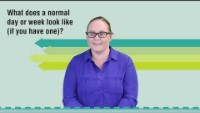 What does a normal
day or week look like
(if you have one)?